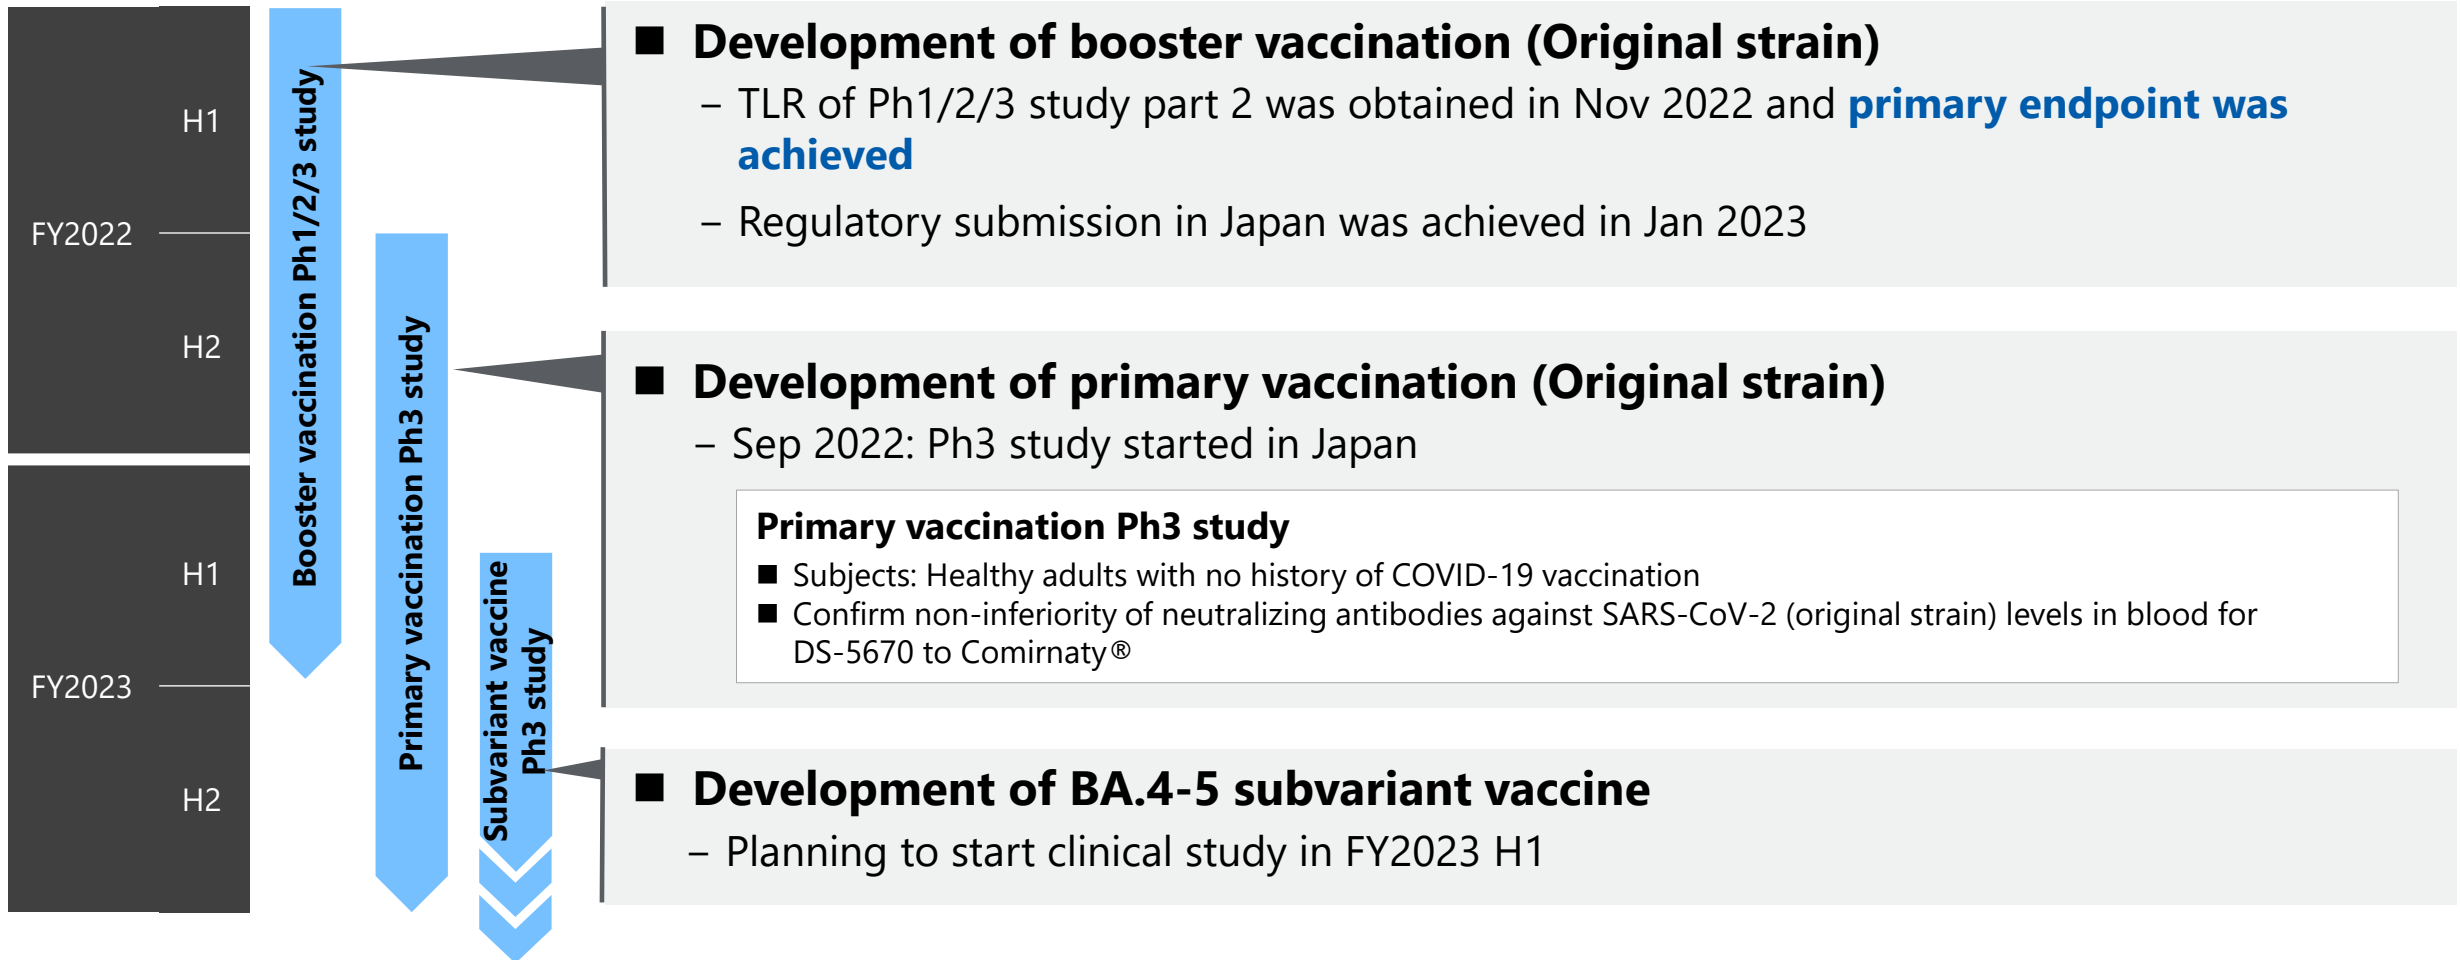 FY2022
H1
H2
FY2023
H1
H2
Booster vaccination Ph1/2/3 study
Primary vaccination Ph3 study
Subvariant vaccine
Ph3 study
■ Development of booster vaccination (Original strain)
– TLR of Ph1/2/3 study part 2 was obtained in Nov 2022 and primary endpoint was
achieved
– Regulatory submission in Japan was achieved in Jan 2023
■ Development of primary vaccination (Original strain)
– Sep 2022: Ph3 study started in Japan
Primary vaccination Ph3 study
■ Subjects: Healthy adults with no history of COVID-19 vaccination
■ Confirm non-inferiority of neutralizing antibodies against SARS-CoV-2 (original strain) levels in blood for
DS-5670 to Comirnaty®
■ Development of BA.4-5 subvariant vaccine
– Planning to start clinical study in FY2023 H1